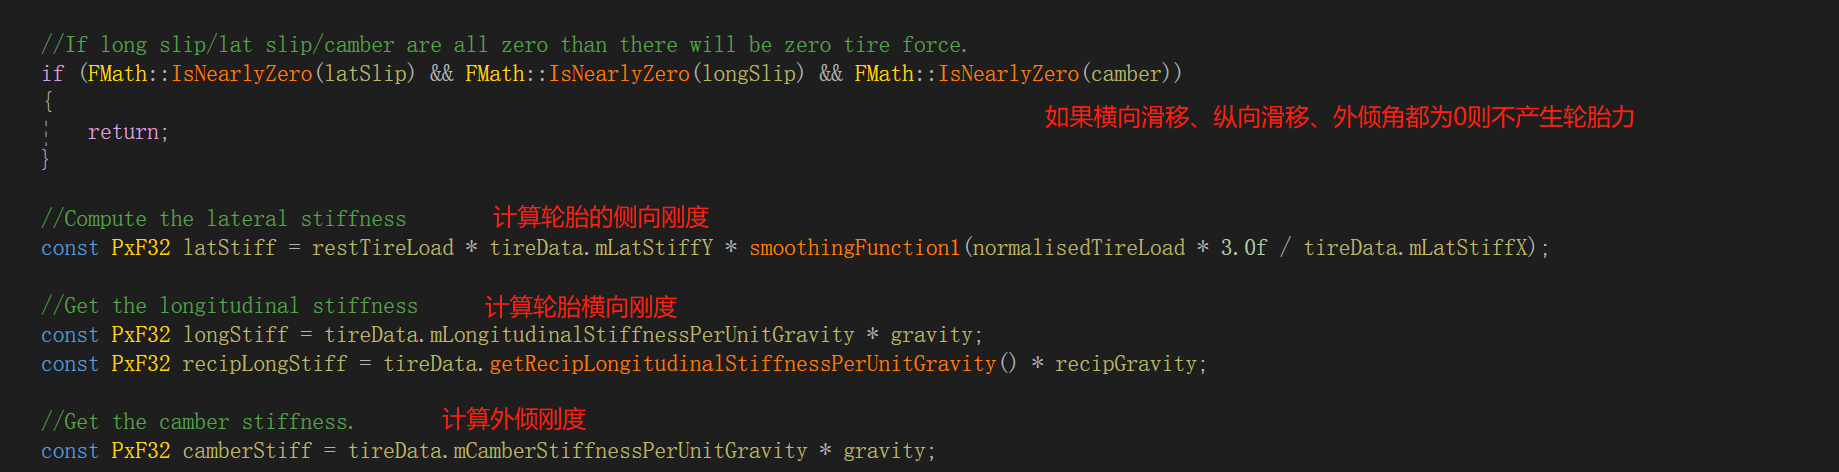 //If long slip/lat slip/camber are all zero than there will be zero tire force.
if (FMath::IsNearlyZero(latSlip) && FMath::IsNearlyZero(longSlip) && FMath::IsNearlyZero(camber))
{
如果横向滑移、纵向滑移、外倾角都为0则不产生轮胎力
return;
}
//Compute the lateral stiffness 计算轮胎的侧向刚度
const PxF32 latStiff = restTireLoad * tireData.mLatStiffY * smoothingFunction1(normalisedTireLoad * 3.0f / tireData.mLatStiffX);
//Get the longitudinal stiffness 计算轮胎横向刚度
const PxF32 longStiff = tireData.mLongitudinalStiffnessPerUnitGravity * gravity;
const PxF32 recipLongStiff = tireData.getRecipLongitudinalStiffnessPerUnitGravity() * recipGravity;
//Get the camber stiffness. 计算外倾刚度
const PxF32 camberStiff = tireData.mCamberStiffnessPerUnitGravity * gravity;